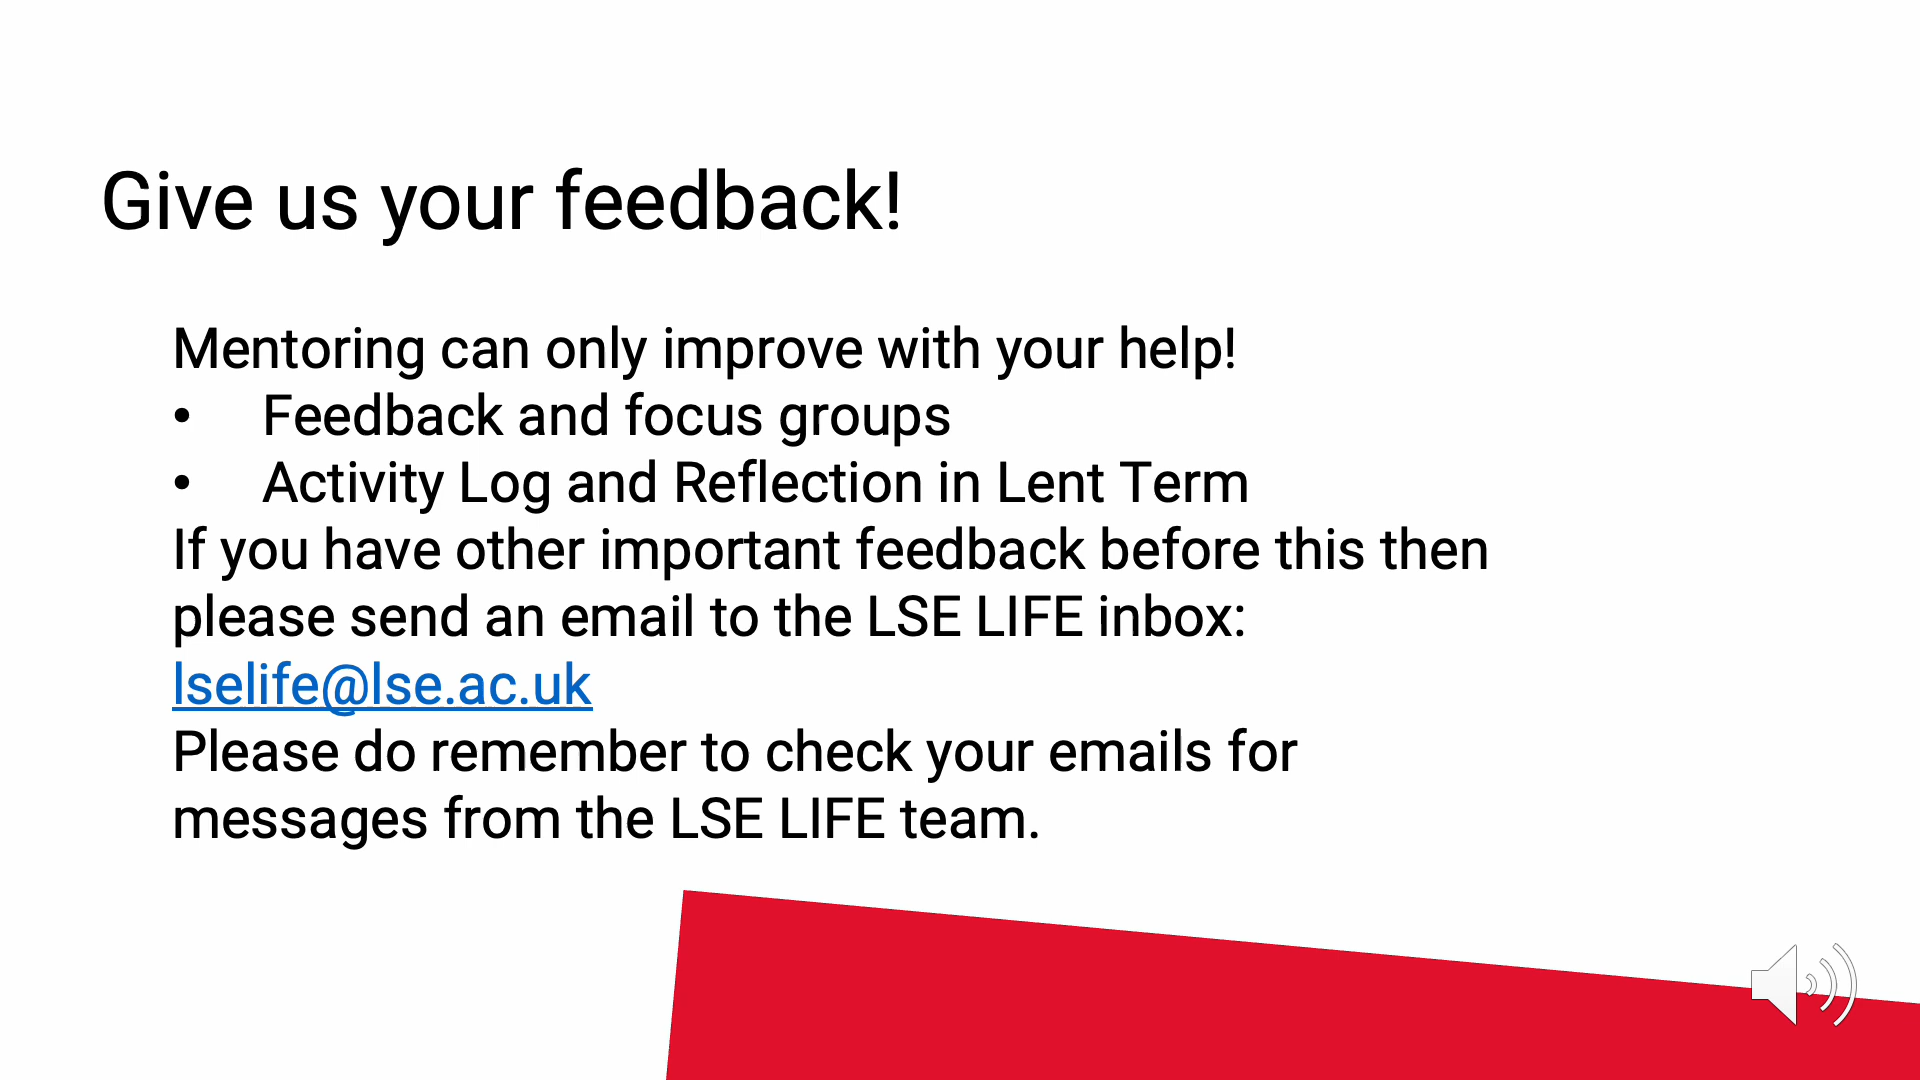 Give us your feedback!
Mentoring can only improve with your help!
• Feedback and focus groups
• Activity Log and Reflection in Lent Term
If you have other important feedback before this then
please send an email to the LSE LIFE inbox:
lselife@lse.ac.uk
Please do remember to check your emails for
messages from the LSE LIFE team.